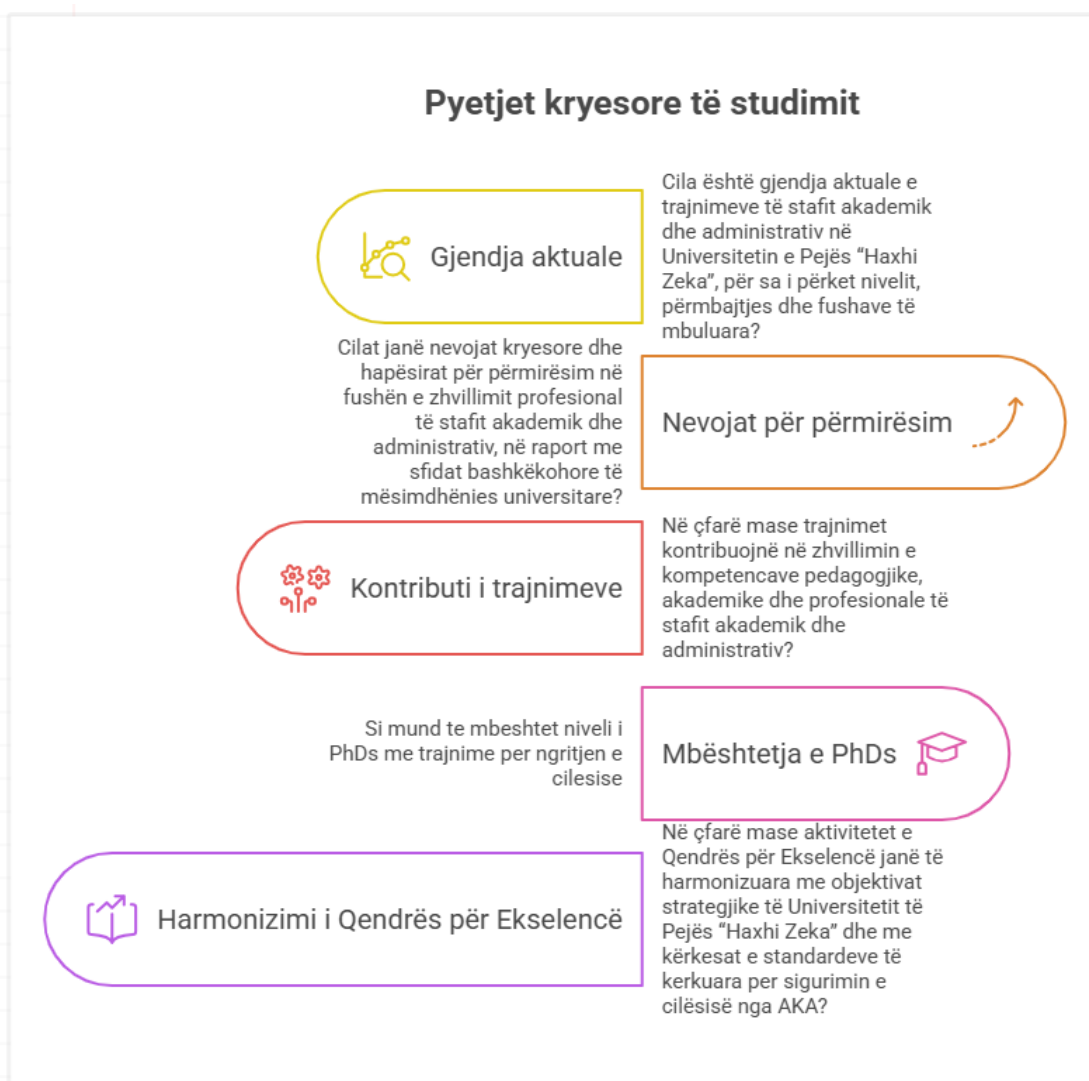 Pyetjet kryesore të studimit
Gjendja aktuale
Cila është gjendja aktuale e
trajnimeve të stafit akademik
dhe administrativ në
Universitetin e Pejës “Haxhi
Zeka”, për sa i përket nivelit,
përmbajtjes dhe fushave të
mbuluara?
Cilat janë nevojat kryesore dhe
hapësirat për përmirësim në
fushën e zhvillimit profesional
të stafit akademik dhe
administrativ, në raport me
sfidat bashkëkohore të
mësimdhënies universitare?
Nevojat për përmirësim
Kontributi i trajnimeve
Në çfarë mase trajnimet
kontribuojnë në zhvillimin e
kompetencave pedagogjike,
akademike dhe profesionale të
stafit akademik dhe
administrativ?
Si mund te mbeshtet niveli i
PhDs me trajnime per ngritjen e
cilesise
Mbështetja e PhDs
Harmonizimi i Qendrës për Ekselencë
Në çfarë mase aktivitetet e
Qendrës për Ekselencë janë të
harmonizuara me objektivat
strategjike të Universitetit të
Pejës “Haxhi Zeka” dhe me
kërkesat e standardeve të
kerkuara per sigurimin e
cilësisë nga AKA?